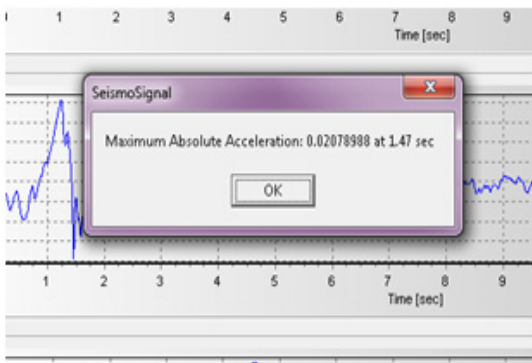 1 2 3 4 5 6 7 8 9
Time [sec]
SeismoSignal
Maximum Absolute Acceleration: 0.02078988 at 1.47 sec
OK
1 2 3 4 5 6 7 8 9
Time [sec]